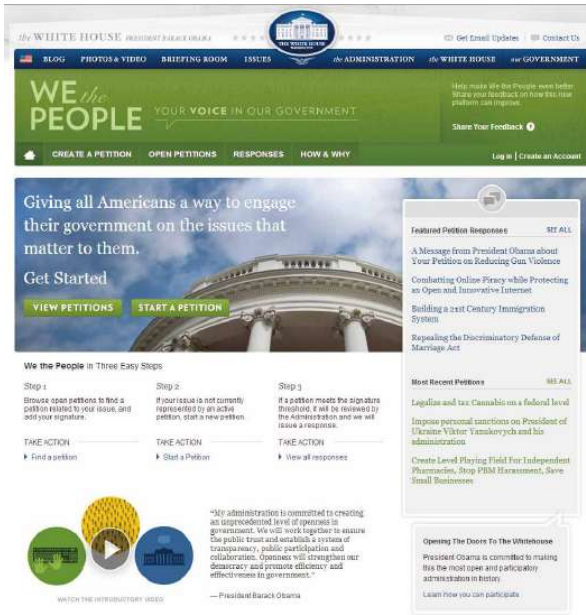 the WHITE HOUSE PRESIDENT BARACK OBAMA
THE WHITE HOUSE
WASHINGTON
Get Email Updates
Contact Us
BLOG PHOTOS & VIDEO BRIEFING ROOM ISSUES the ADMINISTRATION the WHITE HOUSE our GOVERNMENT
WE the
PEOPLE
YOUR VOICE IN OUR GOVERNMENT
Help make We the People even better.
Share your feedback on how this new
platform can improve.
Share Your Feedback
CREATE A PETITION OPEN PETITIONS RESPONSES HOW & WHY
Log in | Create an Account
Giving all Americans a way to engage
their government on the issues that
matter to them.
Get Started
VIEW PETITIONS START A PETITION
Featured Petition Responses SEE ALL
A Message from President Obama about
Your Petition on Reducing Gun Violence
Combatting Online Piracy while Protecting
an Open and Innovative Internet
Building a 21st Century Immigration
System
Repealing the Discriminatory Defense of
Marriage Act
Most Recent Petitions SEE ALL
Legalize and tax Cannabis on a federal level
Impose personal sanctions on President of
Ukraine Viktor Yanukovych and his
administration
Create Level Playing Field For Independent
Pharmacies, Stop PBM Harassment, Save
Small Businesses
We the People in Three Easy Steps
Step 1
Browse open petitions to find a
petition related to your issue, and
add your signature.
TAKE ACTION
Find a petition
Step 2
If your issue is not currently
represented by an active
petition, start a new petition.
TAKE ACTION
Start a Petition
Step 3
If a petition meets the signature
threshold, it will be reviewed by
the Administration and we will
issue a response.
TAKE ACTION
View all responses
WATCH THE INTRODUCTORY VIDEO
"My administration is committed to creating
an unprecedented level of openness in
government. We will work together to ensure
the public trust and establish a system of
transparency, public participation and
collaboration. Openness will strengthen our
democracy and promote efficiency and
effectiveness in government."
— President Barack Obama
Opening The Doors To The Whitehouse
President Obama is committed to making
this the most open and participatory
administration in history.
Learn how you can participate